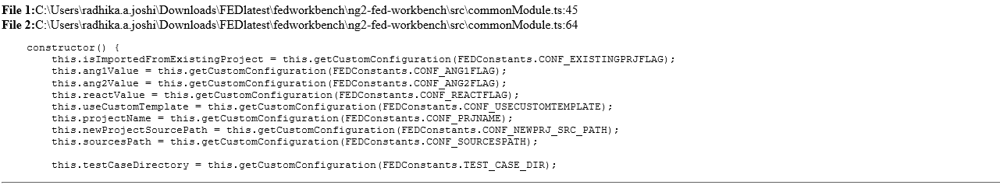 File 1:C:\Users\radhika.a.joshi\Downloads\FEDlatest\fedworkbench\ng2-fed-workbench\src\commonModule.ts:45
File 2:C:\Users\radhika.a.joshi\Downloads\FEDlatest\fedworkbench\ng2-fed-workbench\src\commonModule.ts:64
constructor() {
this.isImportedFromExistingProject = this.getCustomConfiguration(FEDConstants.CONF_EXISTINGPRJFLAG);
this.ang1Value = this.getCustomConfiguration(FEDConstants.CONF_ANG1FLAG);
this.ang2Value = this.getCustomConfiguration(FEDConstants.CONF_ANG2FLAG);
this.reactValue = this.getCustomConfiguration(FEDConstants.CONF_REACTFLAG);
this.useCustomTemplate = this.getCustomConfiguration(FEDConstants.CONF_USECUSTOMTEMPLATE);
this.projectName = this.getCustomConfiguration(FEDConstants.CONF_PRJNAME);
this.newProjectSourcePath = this.getCustomConfiguration(FEDConstants.CONF_NEWPRJ_SRC_PATH);
this.sourcesPath = this.getCustomConfiguration(FEDConstants.CONF_SOURCESPATH);
this.testCaseDirectory = this.getCustomConfiguration(FEDConstants.TEST_CASE_DIR);